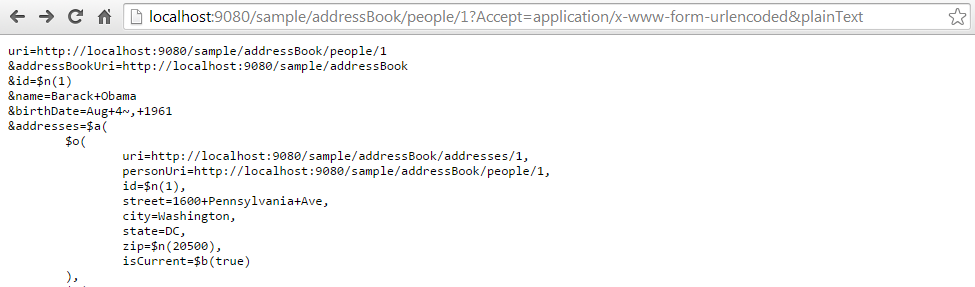 localhost:9080/sample/addressBook/people/1?Accept=application/x-www-form-urlencoded&plainText
uri=http://localhost:9080/sample/addressBook/people/1
&addressBookUri=http://localhost:9080/sample/addressBook
&id=$n(1)
&name=Barack+Obama
&birthDate=Aug+4~,+1961
&addresses=$a(
$o(
uri=http://localhost:9080/sample/addressBook/addresses/1,
personUri=http://localhost:9080/sample/addressBook/people/1,
id=$n(1),
street=1600+Pennsylvania+Ave,
city=Washington,
state=DC,
zip=$n(20500),
isCurrent=$b(true)
),